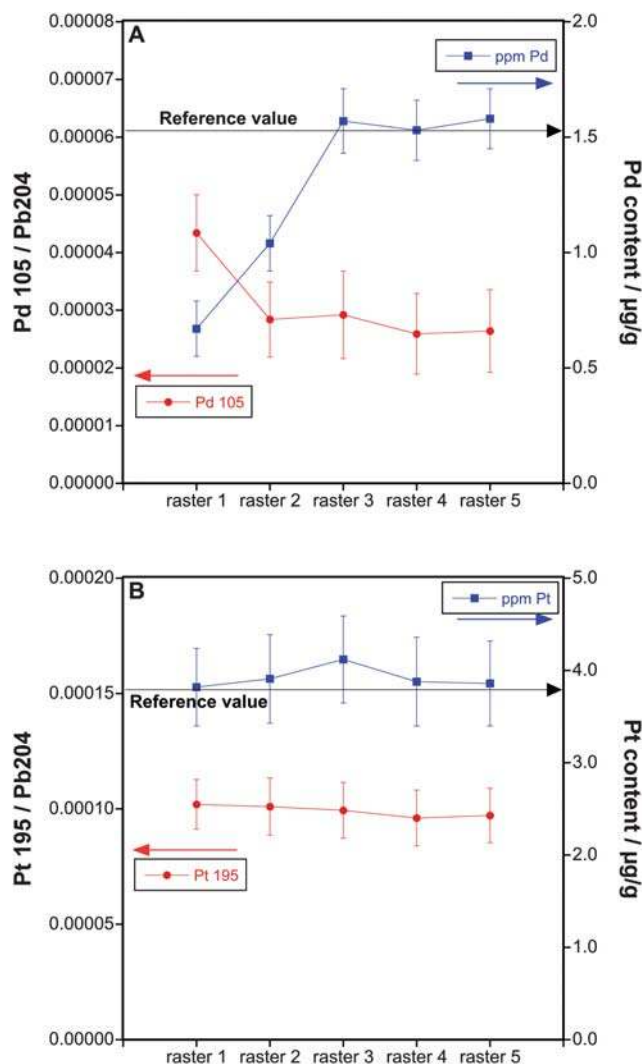 0.00008
A
2.0
ppm Pd
0.00007
0.00006
Reference value
1.5
0.00005
0.00004
1.0
0.00003
0.00002
0.5
Pd 105
0.00001
0.00000
0.0
Pd 105 / Pb204
Pd content / µg/g
raster 1 raster 2 raster 3 raster 4 raster 5
0.00020
B
5.0
ppm Pt
4.0
0.00015
Reference value
3.0
0.00010
2.0
Pt 195
0.00005
1.0
0.00000
0.0
Pt 195 / Pb204
Pt content / µg/g
raster 1 raster 2 raster 3 raster 4 raster 5